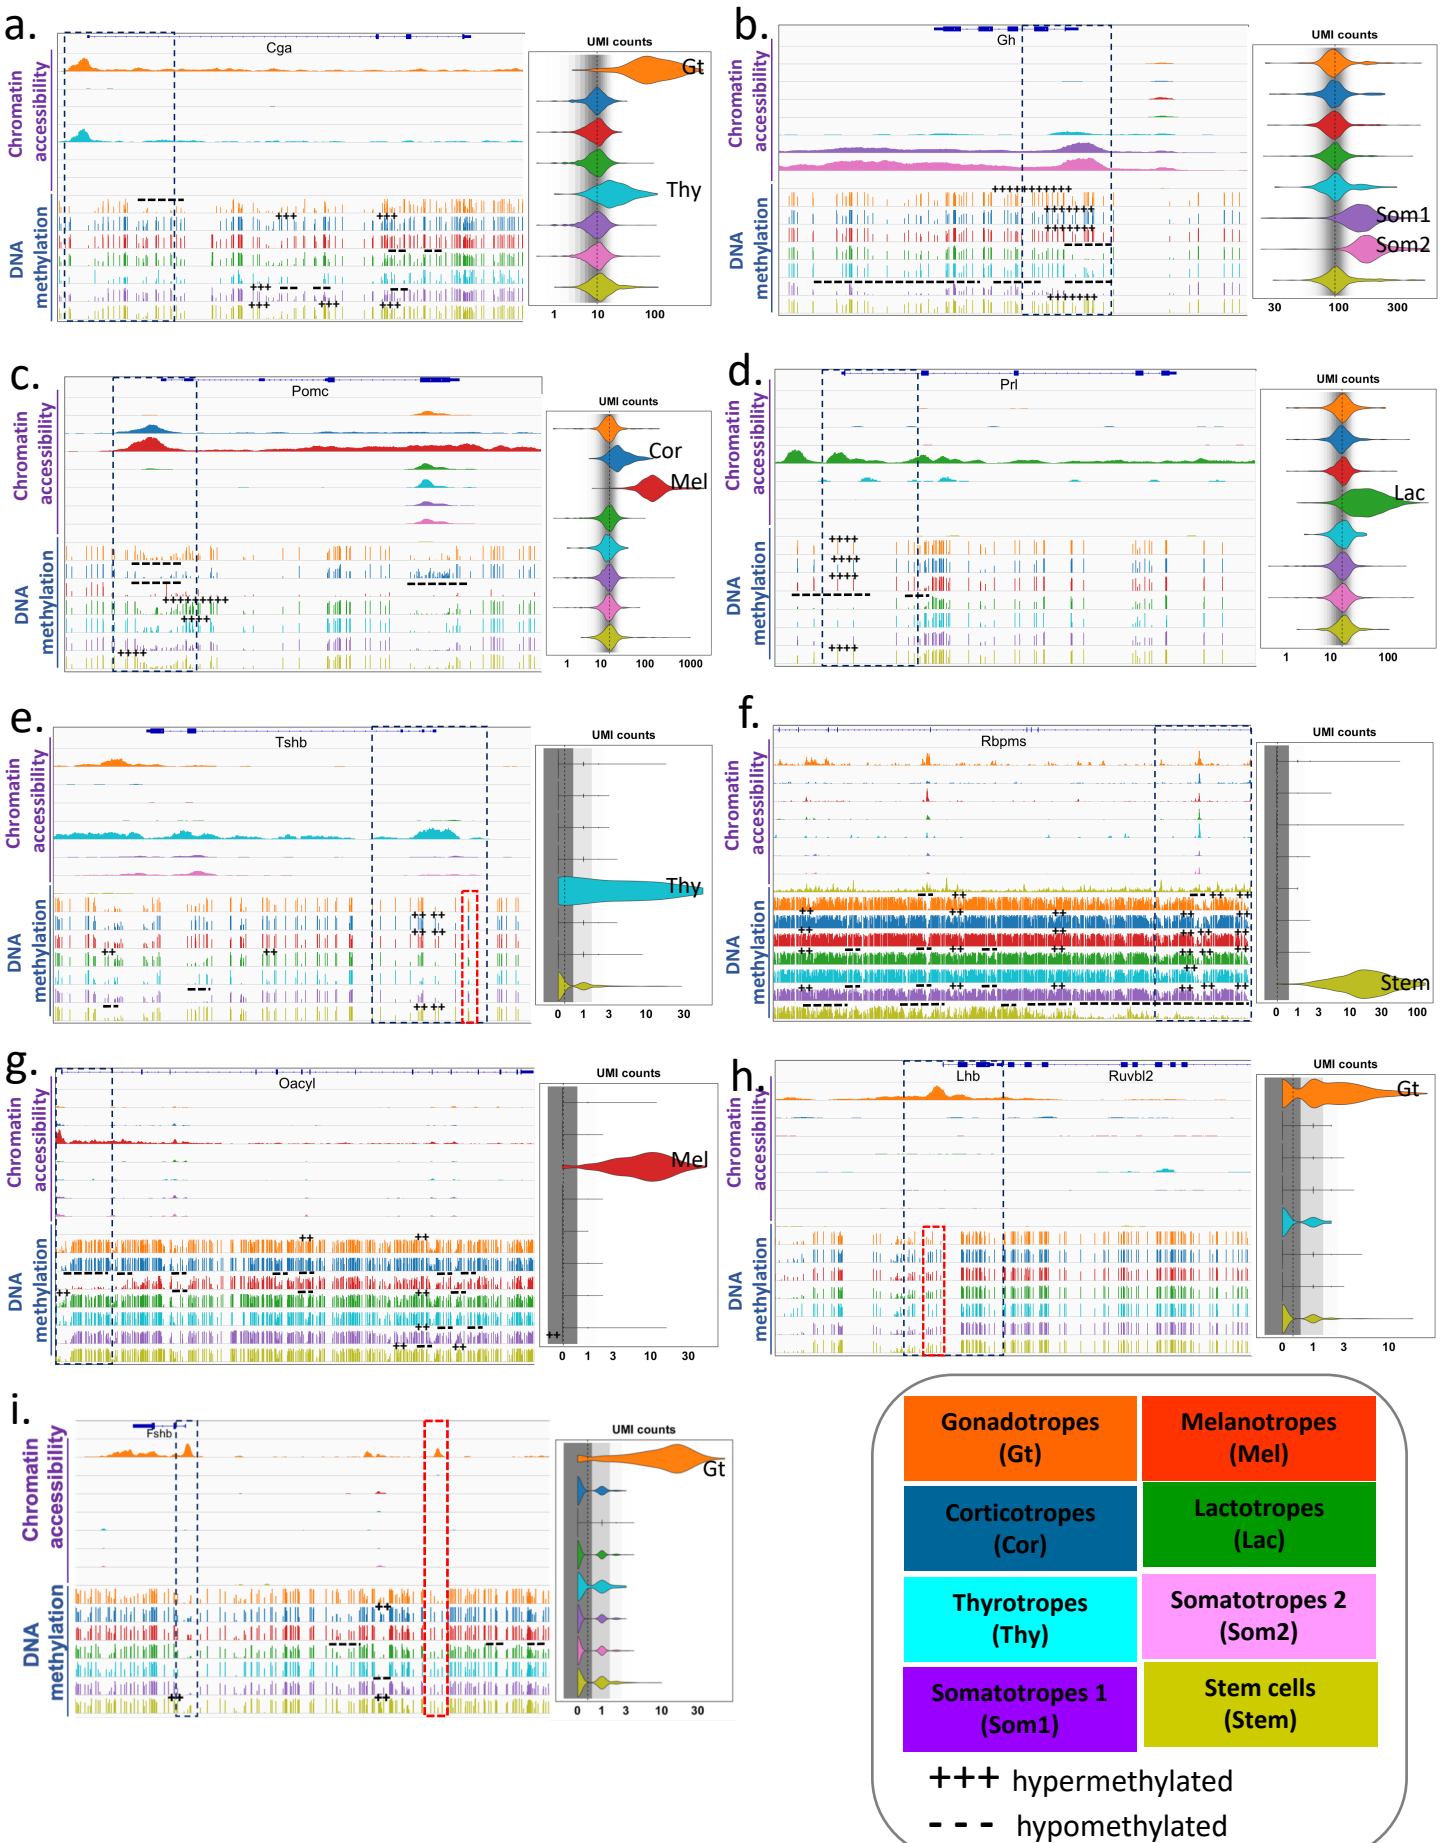 a.
Cga
UMI counts
Chromatin
accessibility
DNA
methylation
Gt
Thy
- - - - - - -
+++
+++
- - -
- - -
+++
- - -
- - -
- - -
+++
+++
+++
1 10 100
b.
Gh
UMI counts
Chromatin
accessibility
DNA
methylation
Som1
Som2
30 100 300
c.
Pomc
UMI counts
Chromatin
accessibility
DNA
methylation
Cor
Mel
1 10 100 1000
d.
Prl
UMI counts
Chromatin
accessibility
DNA
methylation
Lac
++++
++++
++++
++++
1 10 100
e.
Tshb
UMI counts
Chromatin
accessibility
DNA
methylation
Thy
0 1 3 10 30
f.
Rbpms
UMI counts
Chromatin
accessibility
DNA
methylation
Stem
0 1 3 10 30 100
g.
Oacyl
UMI counts
Chromatin
accessibility
DNA
methylation
Mel
0 1 3 10 30
h.
Lhb Ruvbl2
UMI counts
Chromatin
accessibility
DNA
methylation
Gt
0 1 3 10
i.
Fshb
UMI counts
Chromatin
accessibility
DNA
methylation
Gt
0 1 3 10 30
Gonadotropes
(Gt)
Melanotropes
(Mel)
Corticotropes
(Cor)
Lactotropes
(Lac)
Thyrotropes
(Thy)
Somatotropes 2
(Som2)
Somatotropes 1
(Som1)
Stem cells
(Stem)
+++ hypermethylated
- - - hypomethylated